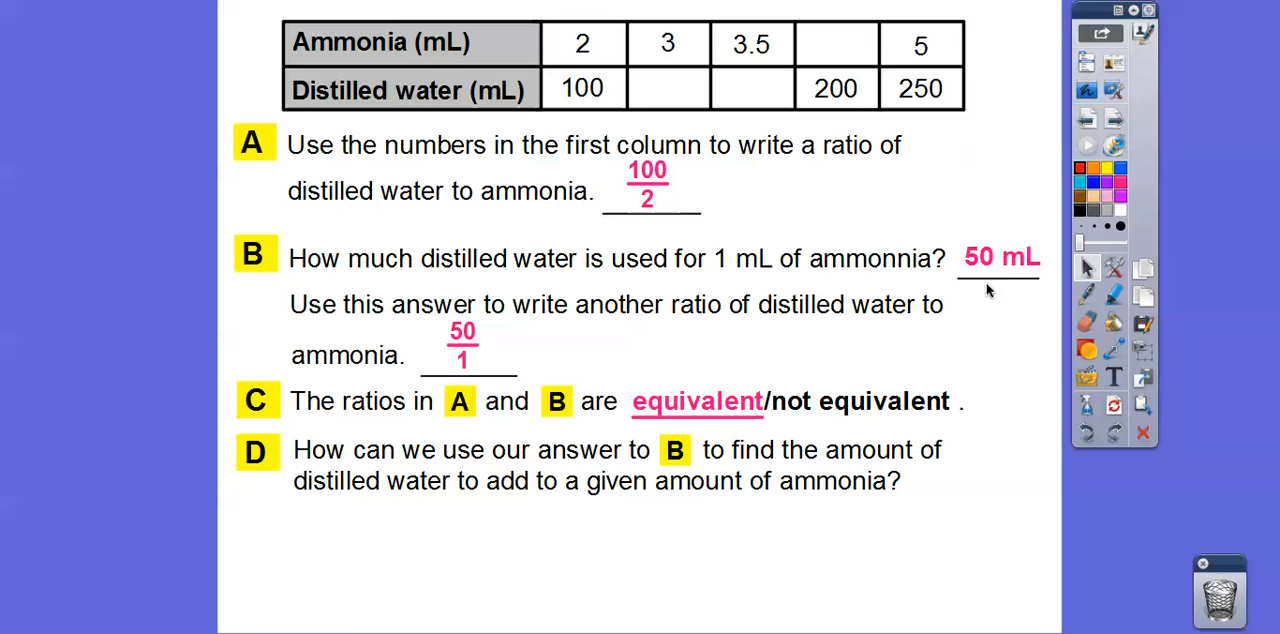 Ammonia (mL) 2 3 3.5 5
Distilled water (mL) 100 200 250
A Use the numbers in the first column to write a ratio of
distilled water to ammonia. 100/2
B How much distilled water is used for 1 mL of ammonnia? 50 mL
Use this answer to write another ratio of distilled water to
ammonia. 50/1
C The ratios in A and B are equivalent/not equivalent .
D How can we use our answer to B to find the amount of
distilled water to add to a given amount of ammonia?